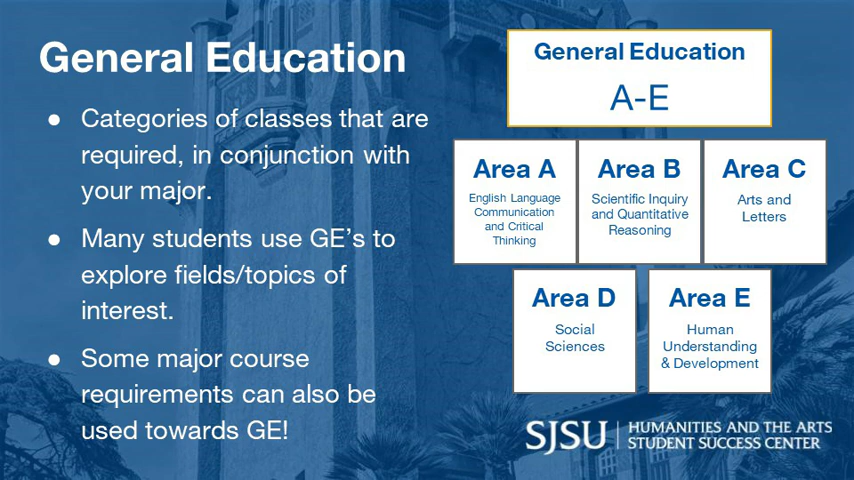 General Education
● Categories of classes that are
required, in conjunction with
your major.
● Many students use GE's to
explore fields/topics of
interest.
● Some major course
requirements can also be
used towards GE!
General Education
A-E
Area A
English Language
Communication
and Critical
Thinking
Area B
Scientific Inquiry
and Quantitative
Reasoning
Area C
Arts and
Letters
Area D
Social
Sciences
Area E
Human
Understanding
& Development
SJSU
HUMANITIES AND THE ARTS
STUDENT SUCCESS CENTER